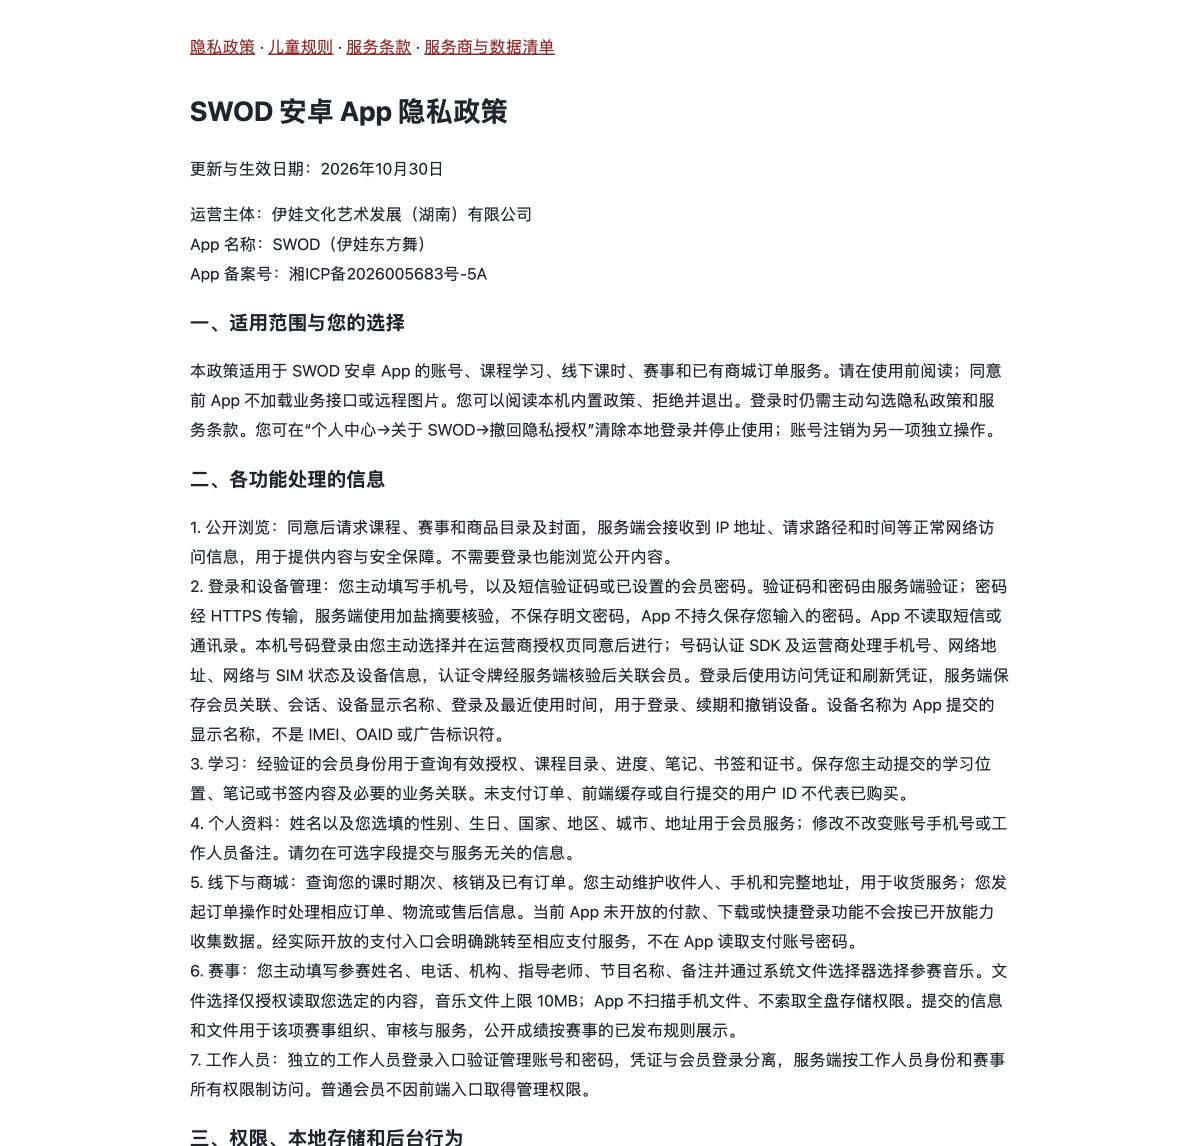 隐私政策 · 儿童规则 · 服务条款 · 服务商与数据清单
SWOD 安卓 App 隐私政策
更新与生效日期：2026年10月30日
运营主体：伊娃文化艺术发展（湖南）有限公司
App 名称：SWOD（伊娃东方舞）
App 备案号：湘ICP备2026005683号-5A
一、适用范围与您的选择
本政策适用于 SWOD 安卓 App 的账号、课程学习、线下课时、赛事和已有商城订单服务。请在使用前阅读；同意
前 App 不加载业务接口或远程图片。您可以阅读本机内置政策、拒绝并退出。登录时仍需主动勾选隐私政策和服
务条款。您可在“个人中心→关于 SWOD→撤回隐私授权”清除本地登录并停止使用；账号注销为另一项独立操作。
二、各功能处理的信息
1. 公开浏览：同意后请求课程、赛事和商品目录及封面，服务端会接收到 IP 地址、请求路径和时间等正常网络访
问信息，用于提供内容与安全保障。不需要登录也能浏览公开内容。
2. 登录和设备管理：您主动填写手机号，以及短信验证码或已设置的会员密码。验证码和密码由服务端验证；密码
经 HTTPS 传输，服务端使用加盐摘要核验，不保存明文密码，App 不持久保存您输入的密码。App 不读取短信或
通讯录。本机号码登录由您主动选择并在运营商授权页同意后进行；号码认证 SDK 及运营商处理手机号、网络地
址、网络与 SIM 状态及设备信息，认证令牌经服务端核验后关联会员。登录后使用访问凭证和刷新凭证，服务端保
存会员关联、会话、设备显示名称、登录及最近使用时间，用于登录、续期和撤销设备。设备名称为 App 提交的
显示名称，不是 IMEI、OAID 或广告标识符。
3. 学习：经验证的会员身份用于查询有效授权、课程目录、进度、笔记、书签和证书。保存您主动提交的学习位
置、笔记或书签内容及必要的业务关联。未支付订单、前端缓存或自行提交的用户 ID 不代表已购买。
4. 个人资料：姓名以及您选填的性别、生日、国家、地区、城市、地址用于会员服务；修改不改变账号手机号或工
作人员备注。请勿在可选字段提交与服务无关的信息。
5. 线下与商城：查询您的课时期次、核销及已有订单。您主动维护收件人、手机和完整地址，用于收货服务；您发
起订单操作时处理相应订单、物流或售后信息。当前 App 未开放的付款、下载或快捷登录功能不会按已开放能力
收集数据。经实际开放的支付入口会明确跳转至相应支付服务，不在 App 读取支付账号密码。
6. 赛事：您主动填写参赛姓名、电话、机构、指导老师、节目名称、备注并通过系统文件选择器选择参赛音乐。文
件选择仅授权读取您选定的内容，音乐文件上限 10MB；App 不扫描手机文件、不索取全盘存储权限。提交的信息
和文件用于该项赛事组织、审核与服务，公开成绩按赛事的已发布规则展示。
7. 工作人员：独立的工作人员登录入口验证管理账号和密码，凭证与会员登录分离，服务端按工作人员身份和赛事
所有权限制访问。普通会员不因前端入口取得管理权限。
三、权限、本地存储和后台行为